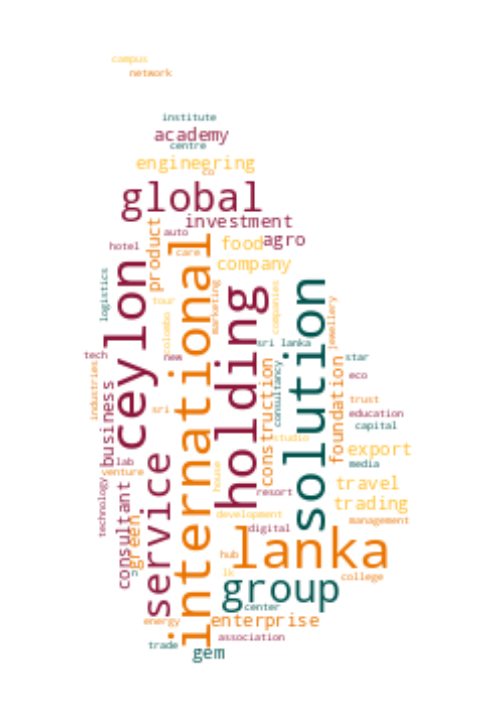 campus
network
institute
academy
centre
engineering
co
global
investment
product
auto
food
agro
hotel
care
company
international
ceylon
logistics
holding
solution
tour
colombo
marketing
companies
jewellery
sri lanka
tech
new
star
industries
business
sri
construction
consultancy
foundation
eco
trust
education
capital
studio
export
lab
venture
service
house
media
technology
consultant
resort
travel
trading
green
development
digital
management
lanka
hub
lk
group
college
center
energy
enterprise
association
trade
gem